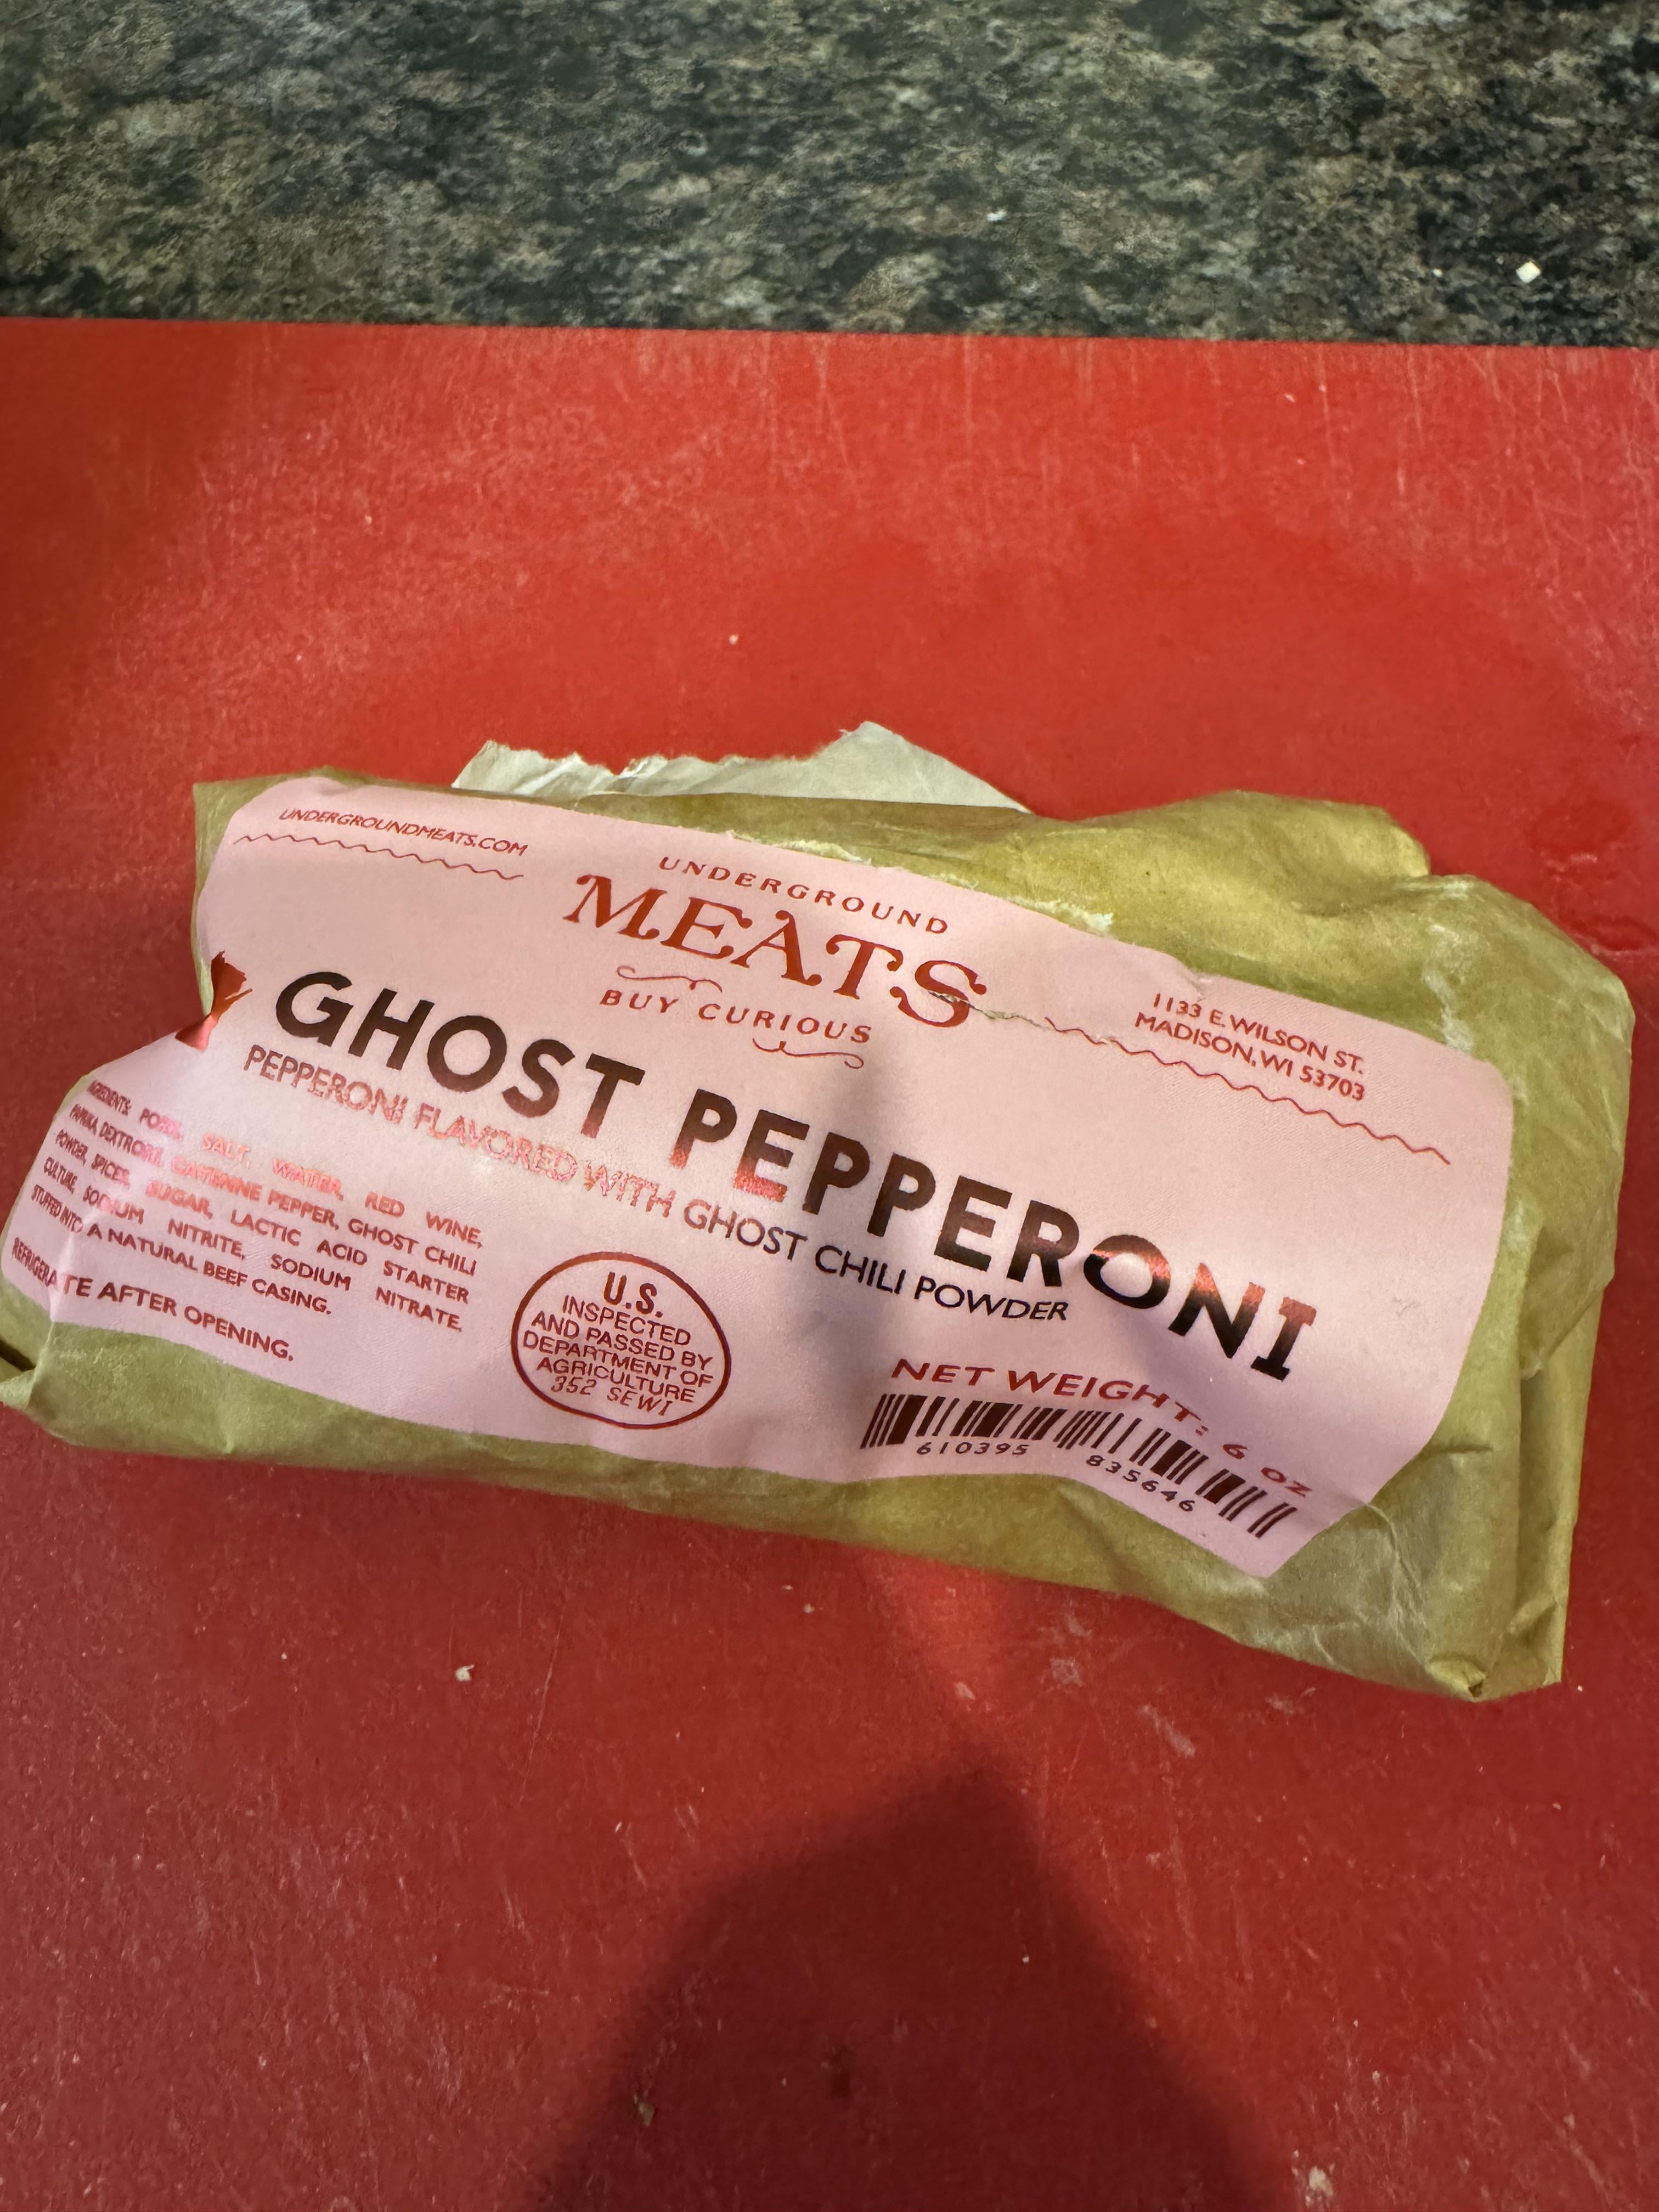 UNDERGROUNDMEATS.COM
UNDERGROUND
MEATS
BUY CURIOUS
1133 E. WILSON ST.
MADISON, WI 53703
GHOST PEPPERONI
PEPPERONI FLAVORED WITH GHOST CHILI POWDER
INGREDIENTS: PORK, SALT, WATER, RED WINE,
PAPRIKA, DEXTROSE, CAYENNE PEPPER, GHOST CHILI
POWDER, SPICES, SUGAR, LACTIC ACID STARTER
CULTURE, SODIUM NITRITE, SODIUM NITRATE.
STUFFED INTO A NATURAL BEEF CASING.
REFRIGERATE AFTER OPENING.
U.S.
INSPECTED
AND PASSED BY
DEPARTMENT OF
AGRICULTURE
352 SEWI
NET WEIGHT: 6 OZ
610395 835646